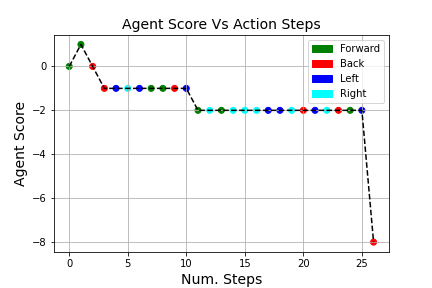 Agent Score Vs Action Steps
Forward
Back
Left
Right
Agent Score
0
−2
−4
−6
−8
0 5 10 15 20 25
Num. Steps